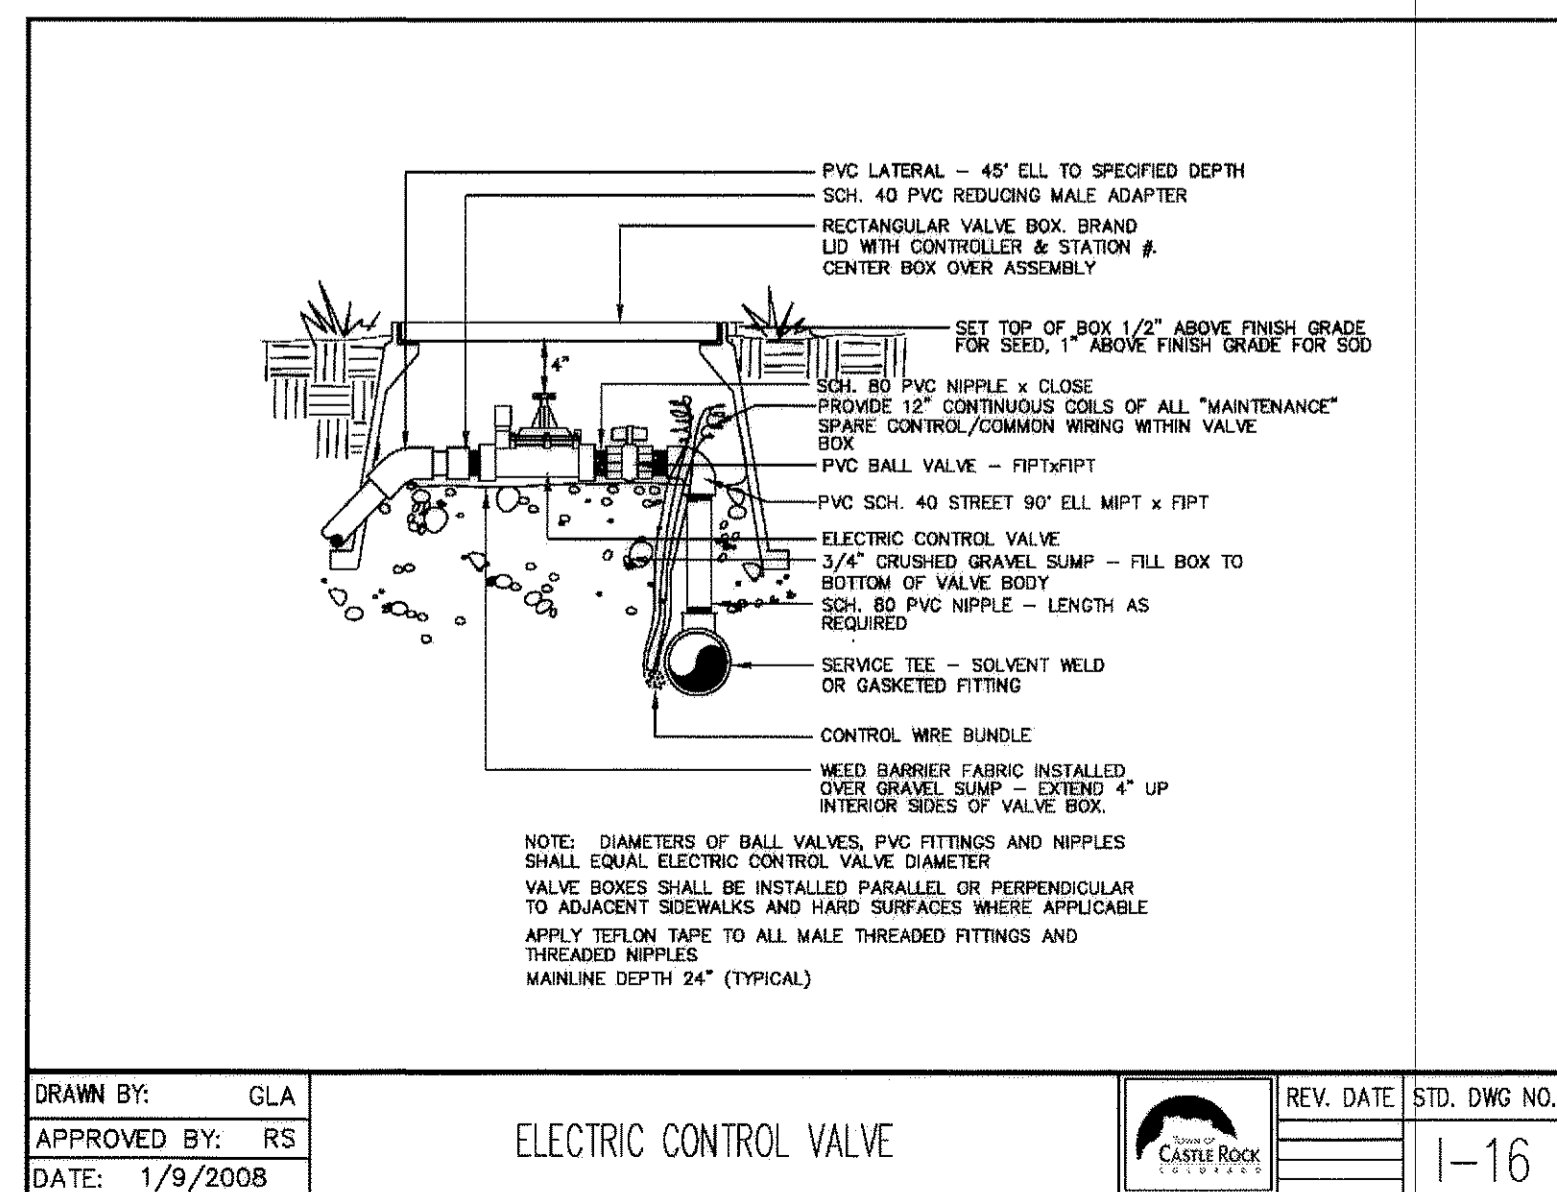 PVC LATERAL – 45° ELL TO SPECIFIED DEPTH
SCH. 40 PVC REDUCING MALE ADAPTER
RECTANGULAR VALVE BOX. BRAND
LID WITH CONTROLLER & STATION #.
CENTER BOX OVER ASSEMBLY
SET TOP OF BOX 1/2" ABOVE FINISH GRADE
FOR SEED, 1" ABOVE FINISH GRADE FOR SOD
4"
SCH. 80 PVC NIPPLE x CLOSE
PROVIDE 12" CONTINUOUS COILS OF ALL "MAINTENANCE"
SPARE CONTROL/COMMON WIRING WITHIN VALVE
BOX
PVC BALL VALVE – FIPTxFIPT
PVC SCH. 40 STREET 90° ELL MIPT x FIPT
ELECTRIC CONTROL VALVE
3/4" CRUSHED GRAVEL SUMP – FILL BOX TO
BOTTOM OF VALVE BODY
SCH. 80 PVC NIPPLE – LENGTH AS
REQUIRED
SERVICE TEE – SOLVENT WELD
OR GASKETED FITTING
CONTROL WIRE BUNDLE
WEED BARRIER FABRIC INSTALLED
OVER GRAVEL SUMP – EXTEND 4" UP
INTERIOR SIDES OF VALVE BOX.
NOTE: DIAMETERS OF BALL VALVES, PVC FITTINGS AND NIPPLES
SHALL EQUAL ELECTRIC CONTROL VALVE DIAMETER
VALVE BOXES SHALL BE INSTALLED PARALLEL OR PERPENDICULAR
TO ADJACENT SIDEWALKS AND HARD SURFACES WHERE APPLICABLE
APPLY TEFLON TAPE TO ALL MALE THREADED FITTINGS AND
THREADED NIPPLES
MAINLINE DEPTH 24" (TYPICAL)
DRAWN BY: GLA
APPROVED BY: RS
DATE: 1/9/2008
ELECTRIC CONTROL VALVE
TOWN OF
CASTLE ROCK
COLORADO
REV. DATE
STD. DWG NO.
I–16